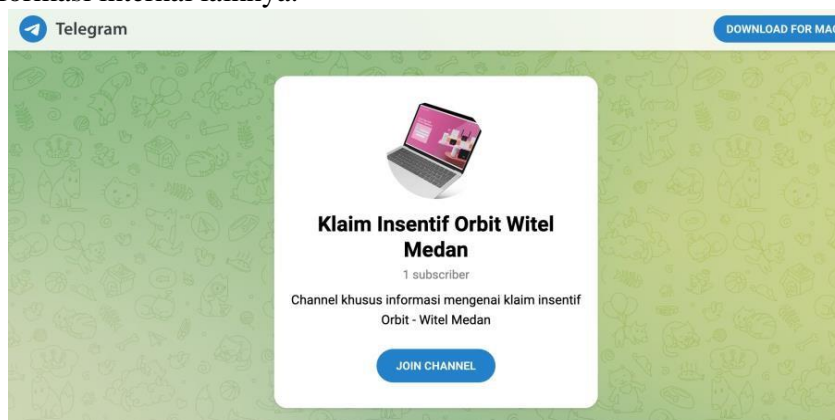 Telegram
DOWNLOAD FOR MAC
Klaim Insentif Orbit Witel
Medan
1 subscriber
Channel khusus informasi mengenai klaim insentif
Orbit - Witel Medan
JOIN CHANNEL